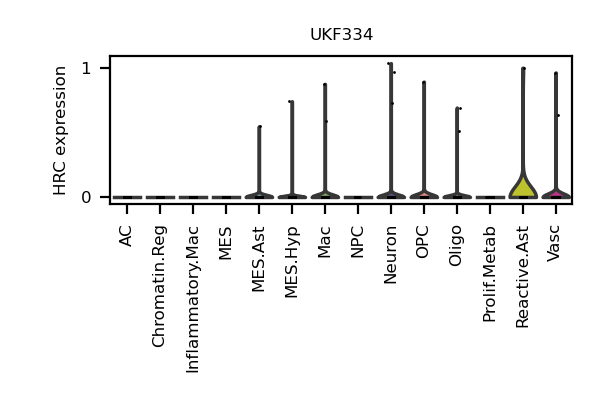 UKF334
HRC expression
1
0
AC
Chromatin.Reg
Inflammatory.Mac
MES
MES.Ast
MES.Hyp
Mac
NPC
Neuron
OPC
Oligo
Prolif.Metab
Reactive.Ast
Vasc